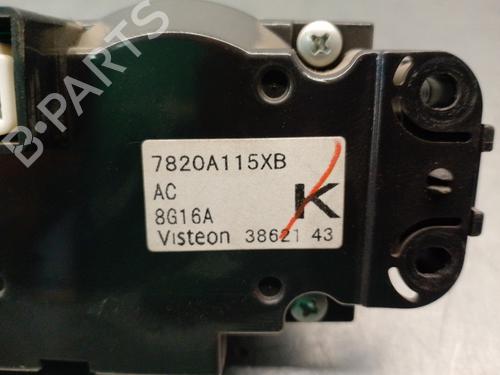 7820A115XB
AC
8G16A
K
Visteon 38621 43
B-PARTS